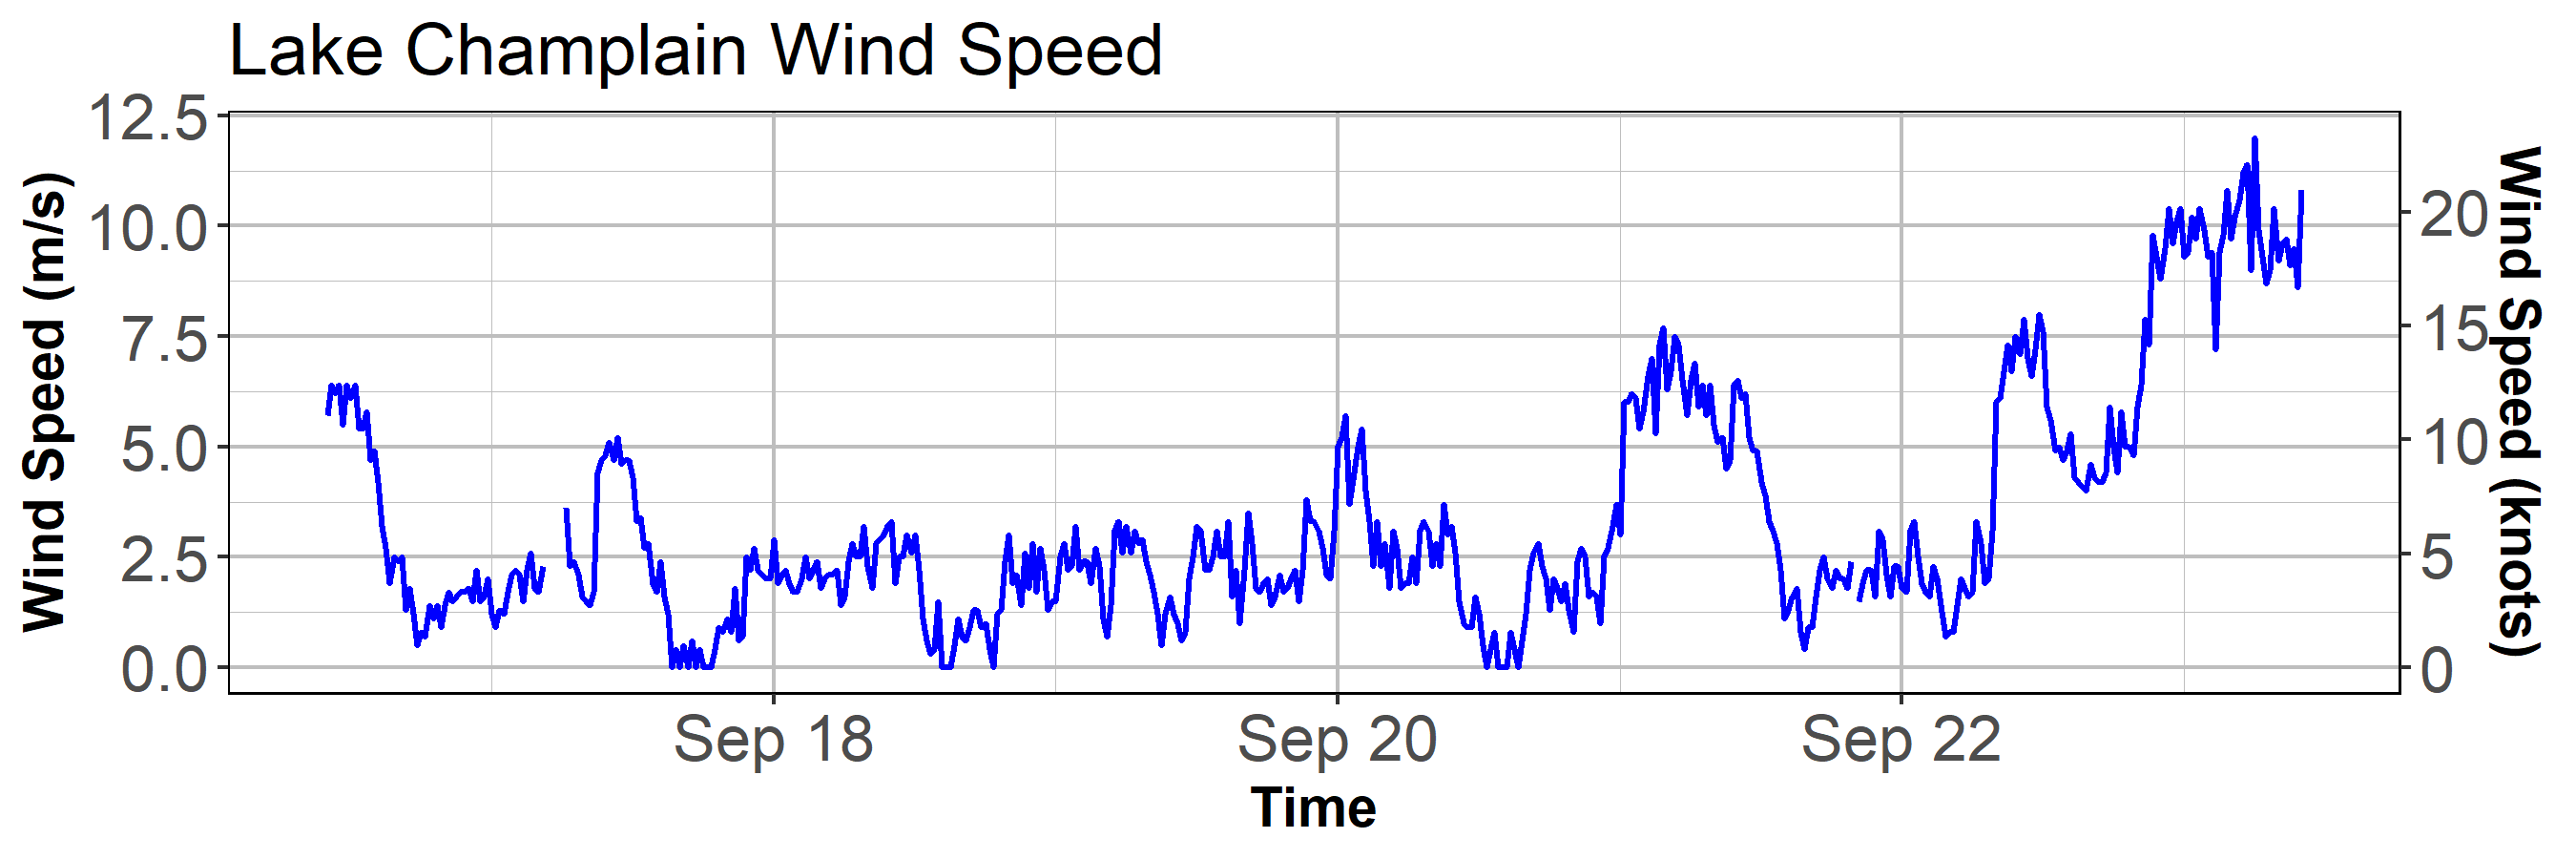 Lake Champlain Wind Speed
Wind Speed (m/s)
12.5
10.0
7.5
5.0
2.5
0.0
20
15
10
5
0
Wind Speed (knots)
Sep 18
Sep 20
Sep 22
Time